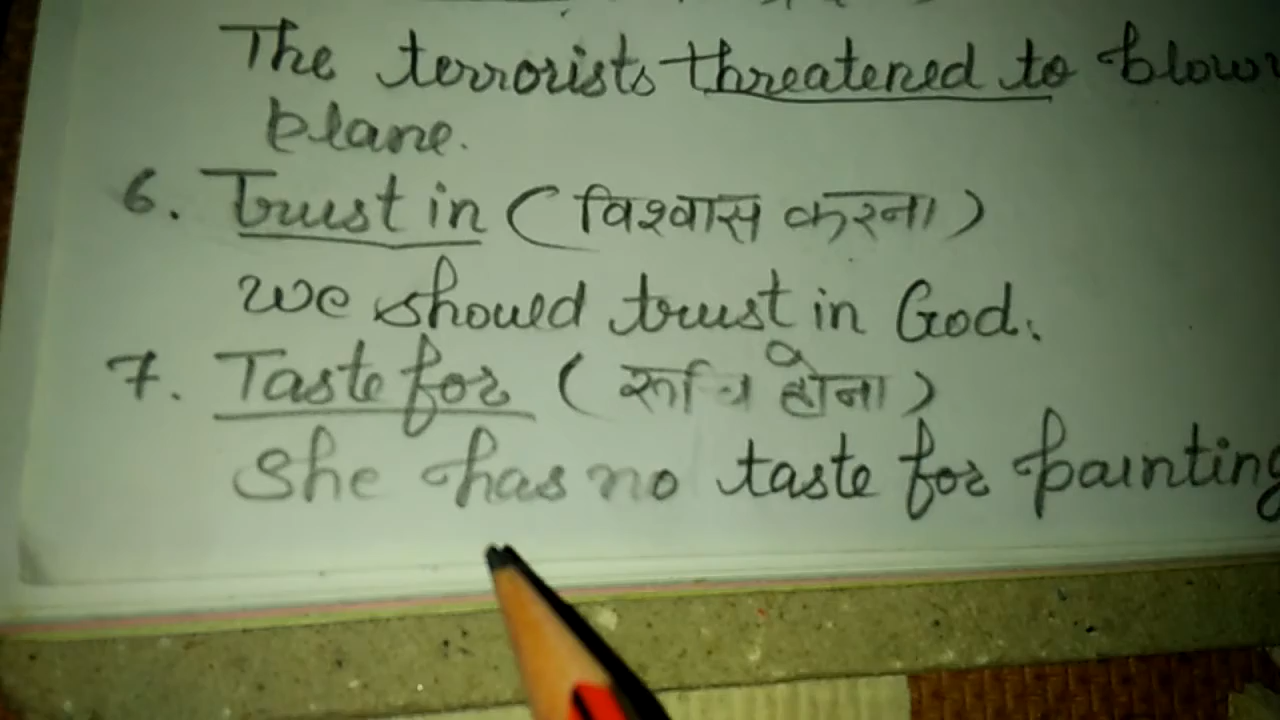 The terrorists threatened to blow
plane.
6. Trust in (विश्वास करना)
we should trust in God.
7. Taste for (रूचि होना)
She has no taste for painting